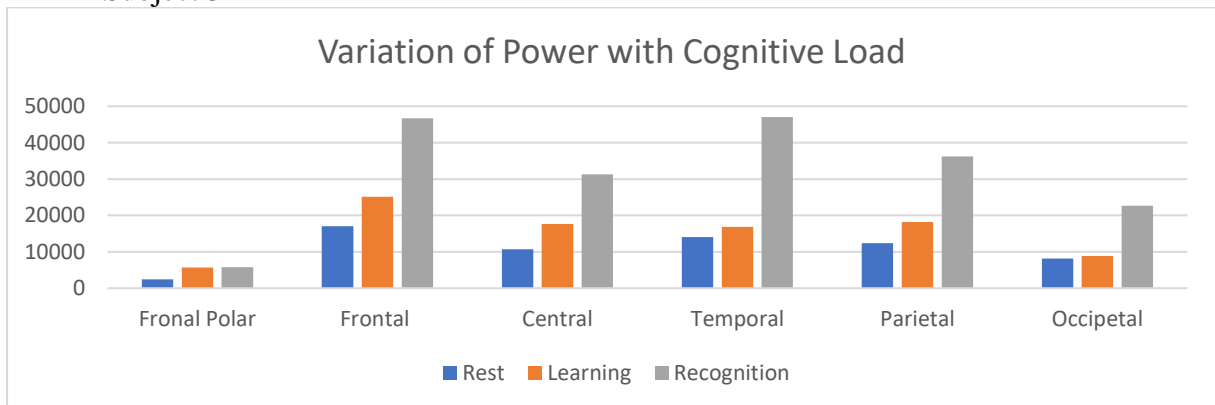 Variation of Power with Cognitive Load
50000
40000
30000
20000
10000
0
Fronal Polar Frontal Central Temporal Parietal Occipetal
Rest Learning Recognition